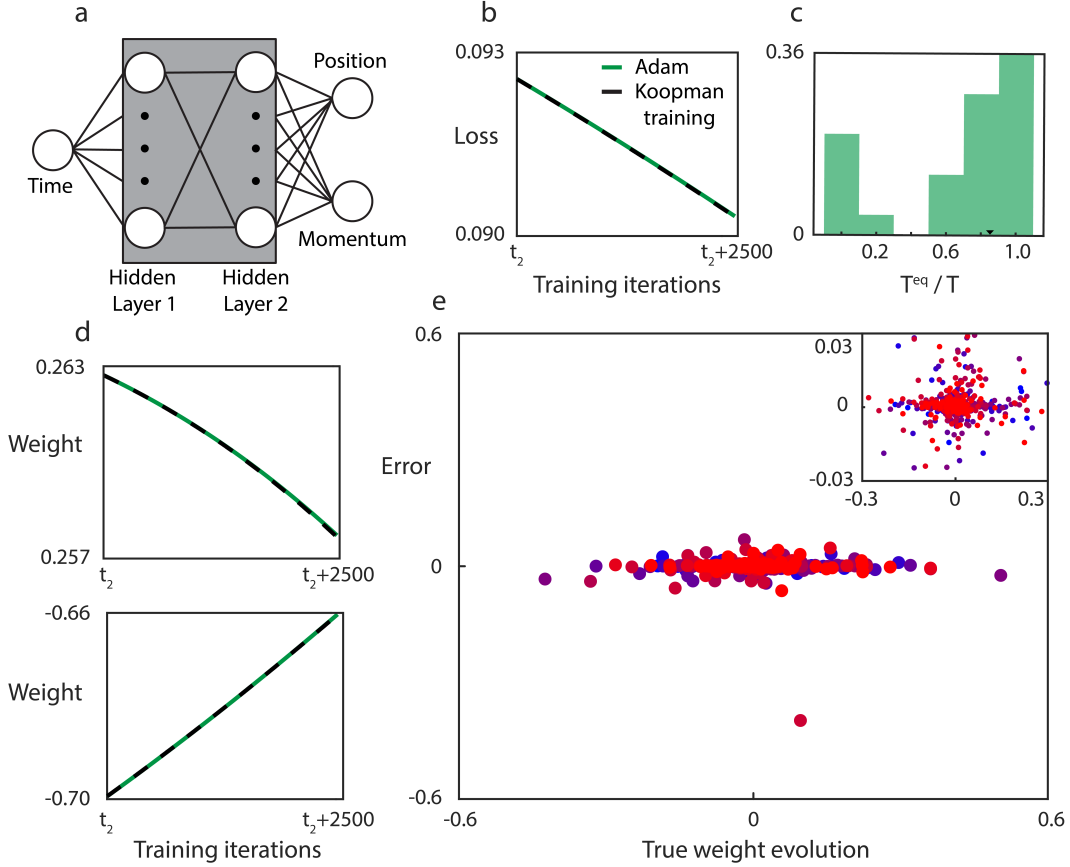 a
Time
Position
Momentum
Hidden
Layer 1
Hidden
Layer 2
b
0.093
Loss
0.090
Adam
Koopman
training
t2
t2+2500
Training iterations
c
0.36
0
0.2
0.6
1.0
Teq / T
d
0.263
Weight
0.257
t2
t2+2500
-0.66
Weight
-0.70
t2
t2+2500
Training iterations
e
0.6
Error
0
-0.6
-0.6
0
0.6
True weight evolution
0.03
0
-0.03
-0.3
0
0.3